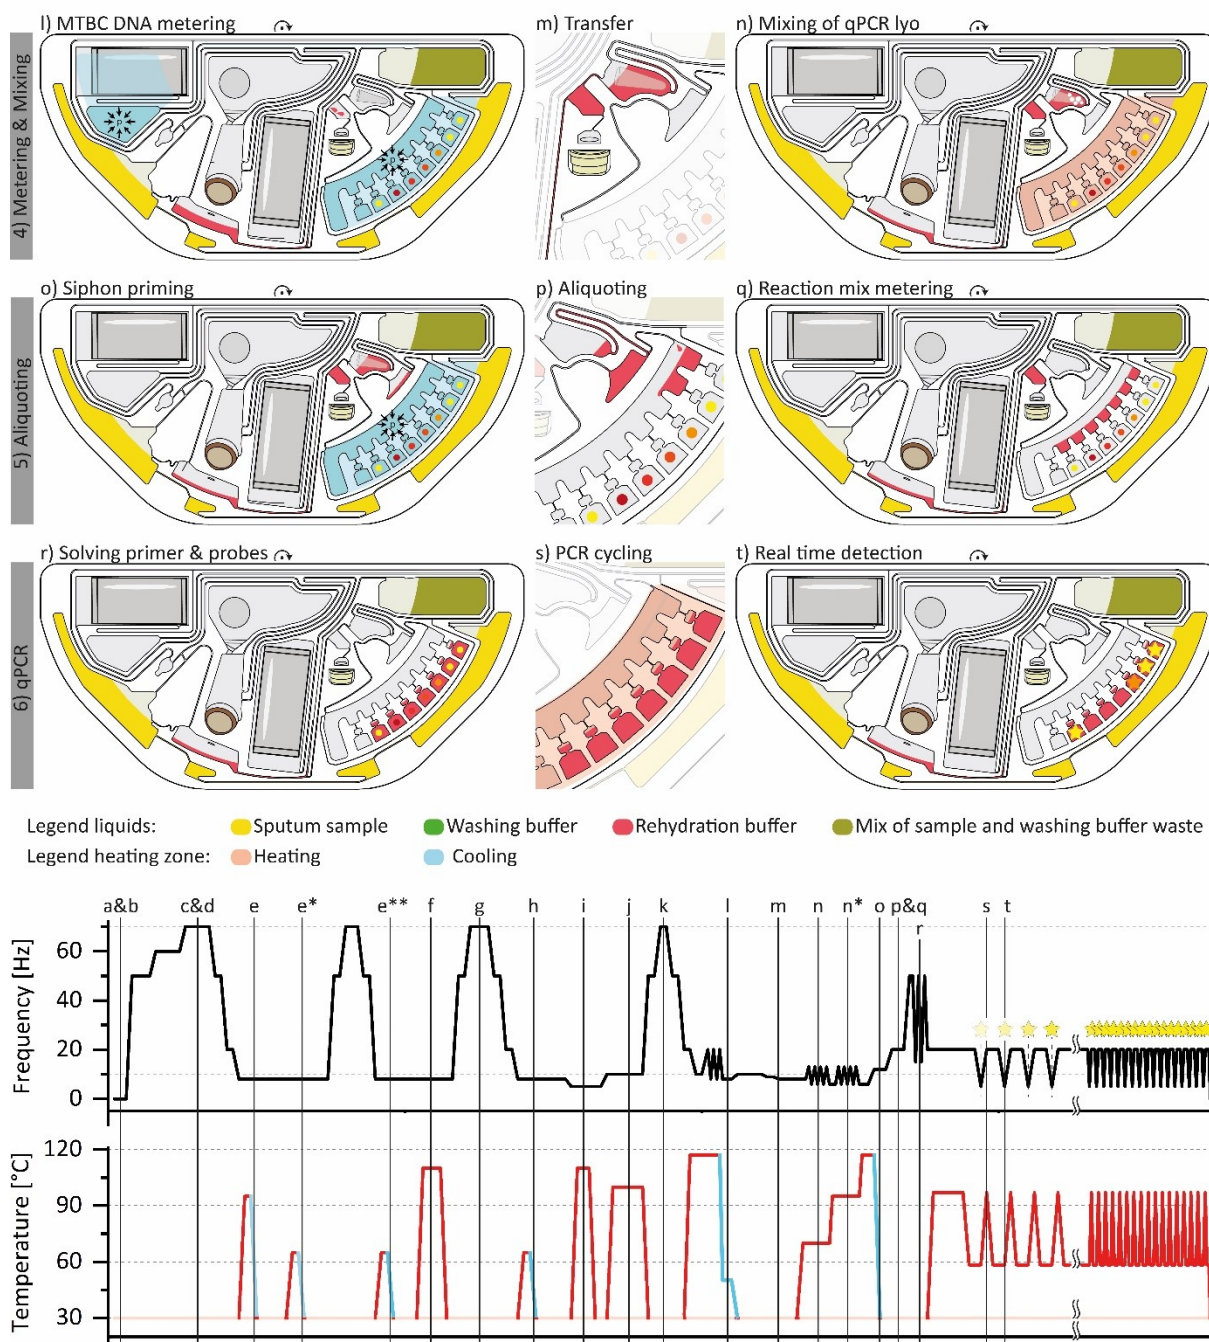 l) MTBC DNA metering
m) Transfer
n) Mixing of qPCR lyo
4) Metering & Mixing
P
P
o) Siphon priming
p) Aliquoting
q) Reaction mix metering
5) Aliquoting
P
r) Solving primer & probes
s) PCR cycling
t) Real time detection
6) qPCR
Legend liquids: Sputum sample Washing buffer Rehydration buffer Mix of sample and washing buffer waste
Legend heating zone: Heating Cooling
a&b c&d e e* e** f g h i j k l m n n* o p&q s t
r
Frequency [Hz]
60
40
20
0
Temperature [°C]
120
90
60
30